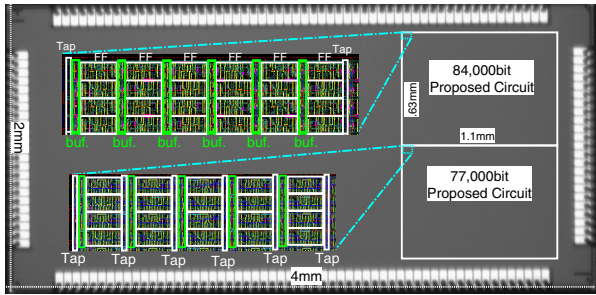 Tap
FF FF FF FF FF FF
Tap
buf. buf. buf. buf. buf. buf.
84,000bit
Proposed Circuit
.63mm
1.1mm
77,000bit
Proposed Circuit
2mm
Tap Tap Tap Tap Tap Tap
4mm